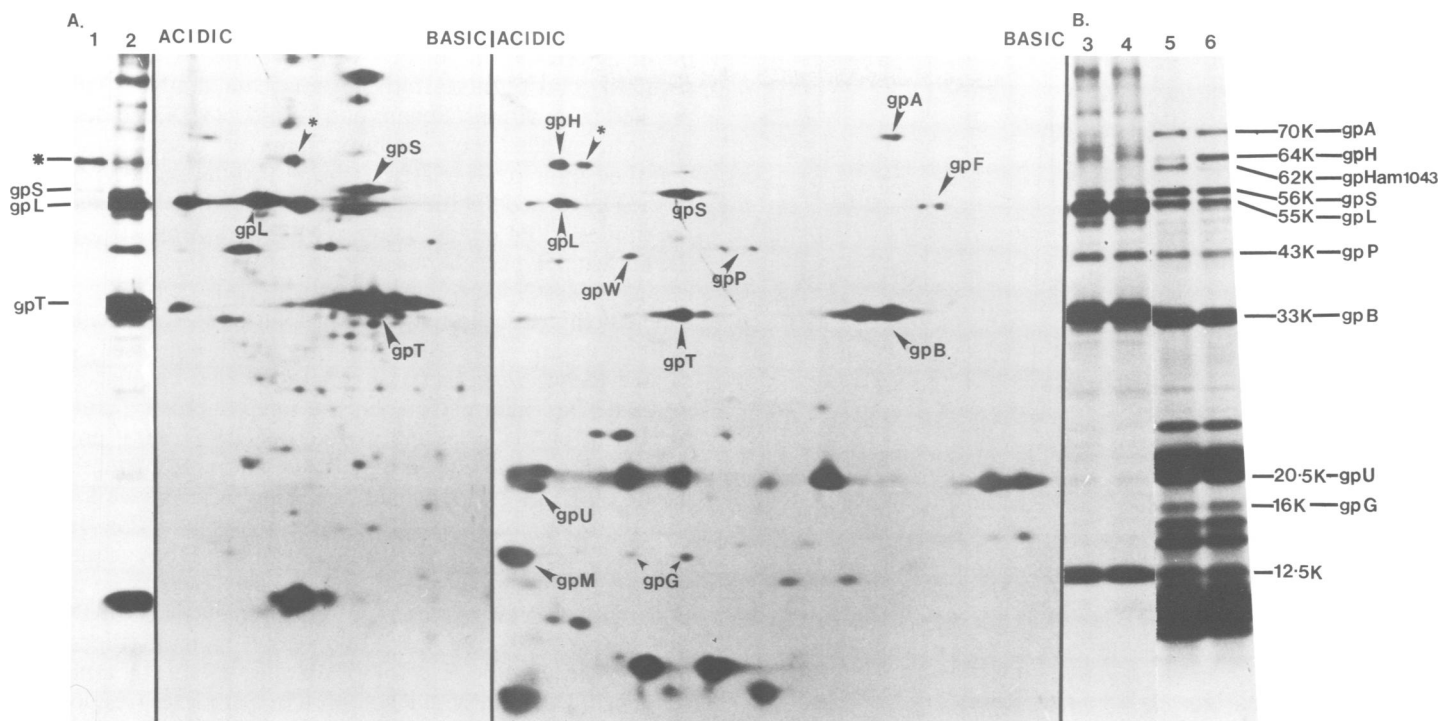 A.
1 2
ACIDIC BASIC
ACIDIC BASIC
B.
3 4 5 6
*
gpS
gpL
gpT
*
gpS
gpL
gpT
gpH
*
gpA
gpF
gpS
gpL
gpW
gpP
gpT
gpB
gpU
gpM
gpG
70K gpA
64K gpH
62K gpHam1043
56K gpS
55K gpL
43K gpP
33K gpB
20·5K gpU
16K gpG
12·5K